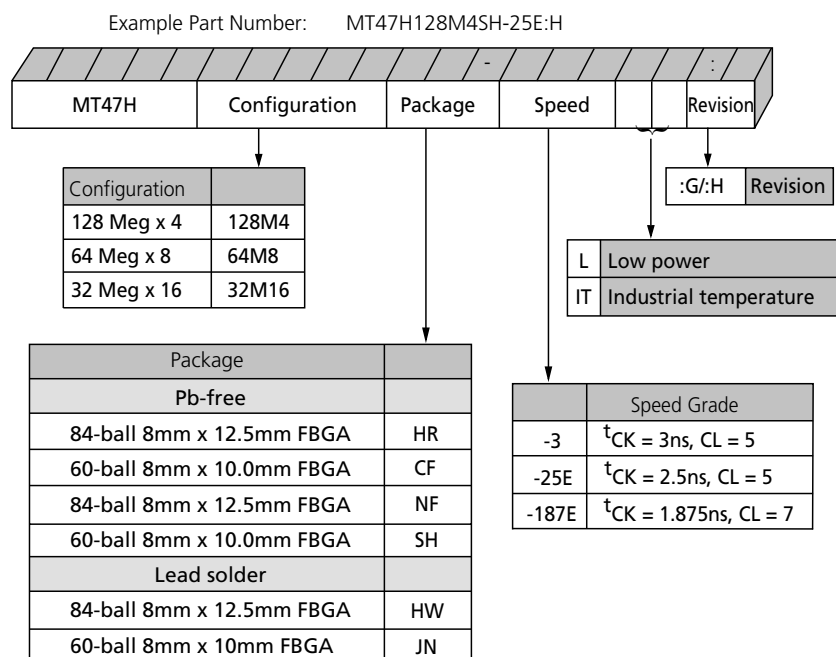 Example Part Number: MT47H128M4SH-25E:H
- :
MT47H Configuration Package Speed Revision
Configuration
128 Meg x 4 128M4
64 Meg x 8 64M8
32 Meg x 16 32M16
:G/:H Revision
L Low power
IT Industrial temperature
Package
Pb-free
84-ball 8mm x 12.5mm FBGA HR
60-ball 8mm x 10.0mm FBGA CF
84-ball 8mm x 12.5mm FBGA NF
60-ball 8mm x 10.0mm FBGA SH
Lead solder
84-ball 8mm x 12.5mm FBGA HW
60-ball 8mm x 10mm FBGA JN
Speed Grade
-3 tCK = 3ns, CL = 5
-25E tCK = 2.5ns, CL = 5
-187E tCK = 1.875ns, CL = 7